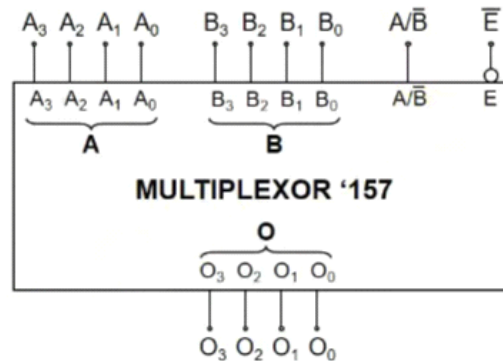 A₃ A₂ A₁ A₀ B₃ B₂ B₁ B₀ A/B̅ E̅
A₃ A₂ A₁ A₀ B₃ B₂ B₁ B₀ A/B̅ E
A B
MULTIPLEXOR ‘157
O
O₃ O₂ O₁ O₀
O₃ O₂ O₁ O₀